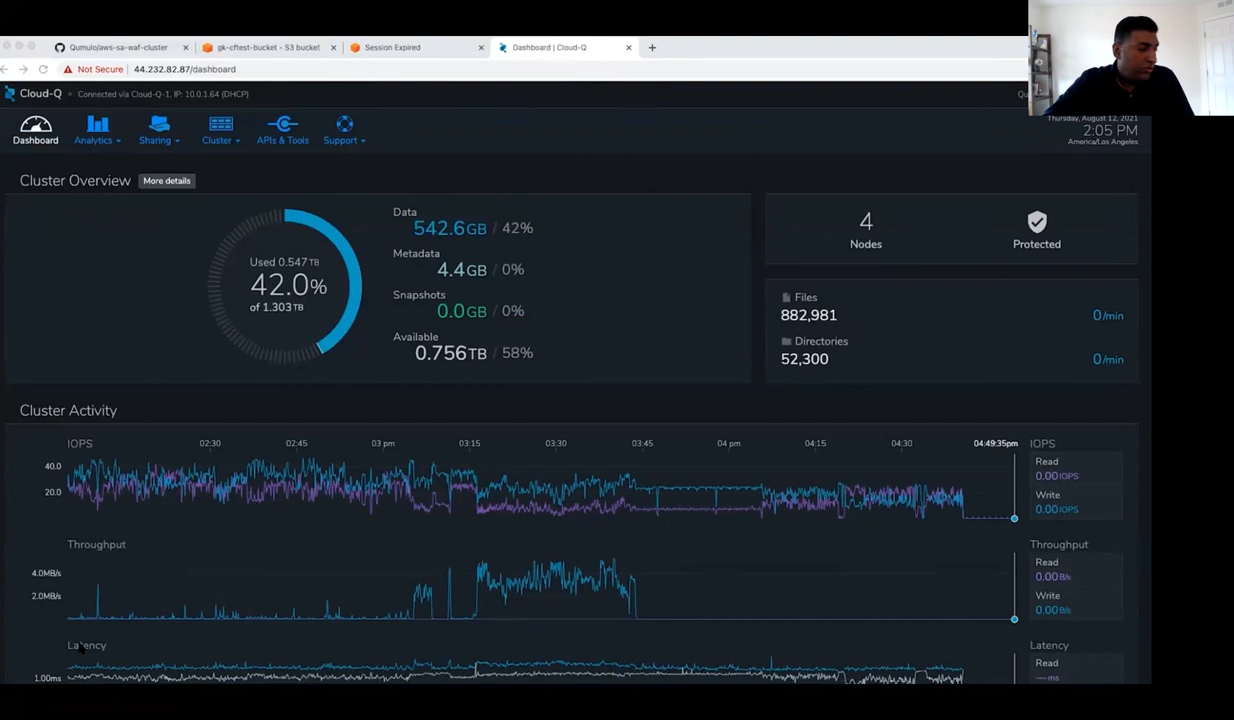 Qumulo/aws-sa-waf-cluster
gk-cftest-bucket - S3 bucket
Session Expired
Dashboard | Cloud-Q
Not Secure 44.232.82.87/dashboard
Cloud-Q Connected via Cloud-Q-1, IP: 10.0.1.64 (DHCP)
Thursday, August 12, 2021
2:05 PM
America/Los Angeles
Dashboard Analytics Sharing Cluster APIs & Tools Support
Cluster Overview More details
Used 0.547 TB
42.0%
of 1.303TB
Data
542.6GB / 42%
Metadata
4.4GB / 0%
Snapshots
0.0GB / 0%
Available
0.756TB / 58%
4
Nodes
Protected
Files
882,981 0/min
Directories
52,300 0/min
Cluster Activity
IOPS 02:30 02:45 03 pm 03:15 03:30 03:45 04 pm 04:15 04:30 04:49:35pm IOPS
40.0
20.0
Read
0.00IOPS
Write
0.00IOPS
Throughput Throughput
4.0MB/s
2.0MB/s
Read
0.00B/s
Write
0.00B/s
Latency Latency
1.00ms
Read
—ms